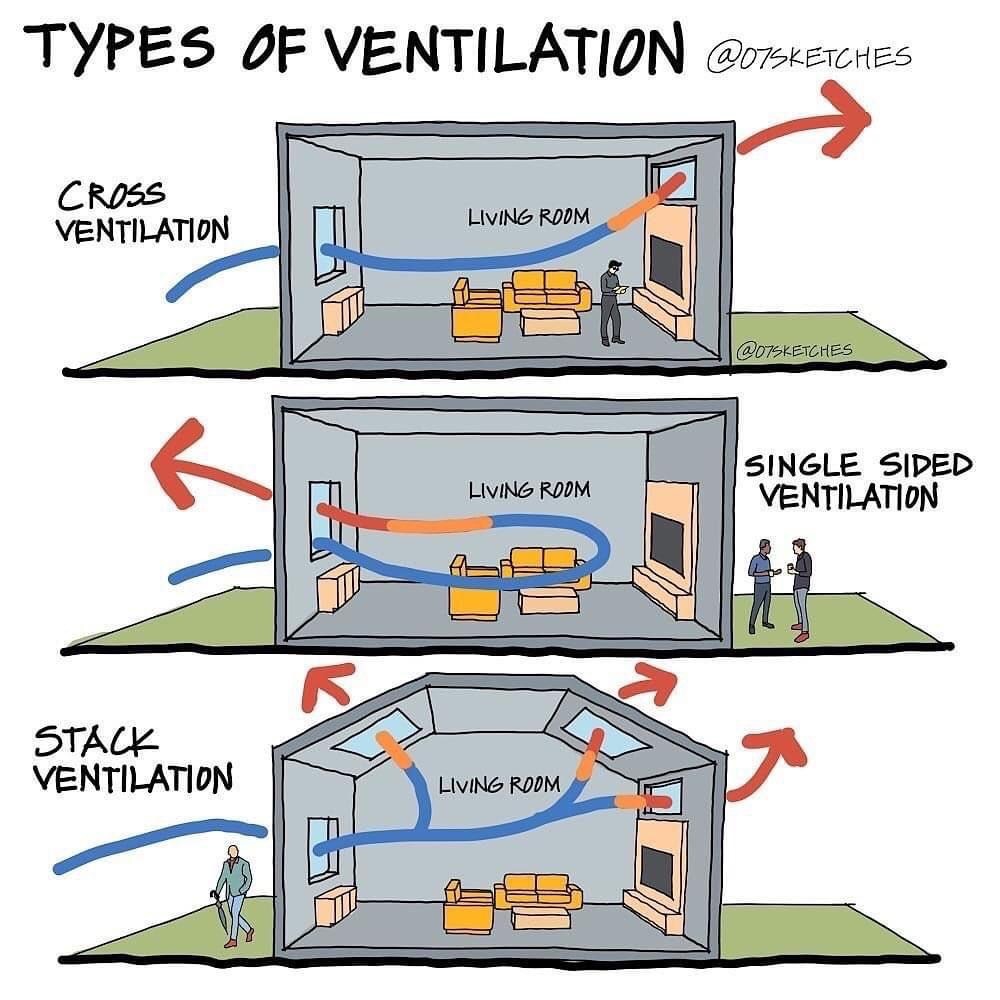 TYPES OF VENTILATION @07SKETCHES
CROSS
VENTILATION
LIVING ROOM
@07SKETCHES
LIVING ROOM
SINGLE SIDED
VENTILATION
STACK
VENTILATION
LIVING ROOM